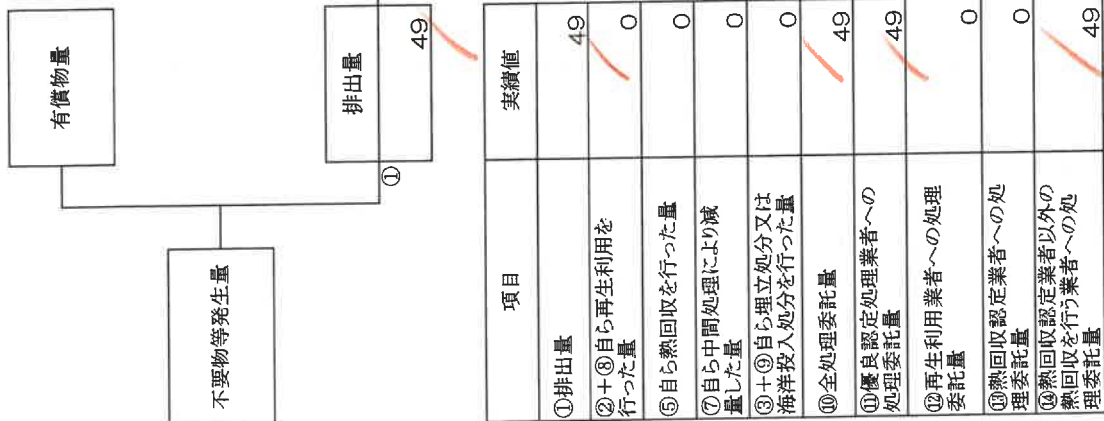 有償物量
不要物等発生量
排出量
①
49
項目
実績値
①排出量
49
②+⑧自ら再生利用を
行った量
0
⑤自ら熱回収を行った量
0
⑦自ら中間処理により減
量した量
0
③+⑨自ら埋立処分又は
海洋投入処分を行った量
0
⑩全処理委託量
49
⑪優良認定処理業者への
処理委託量
49
⑫再生利用業者への処理
委託量
0
⑬熱回収認定業者への処
理委託量
0
⑭熱回収認定業者以外の
熱回収を行う業者への処
理委託量
49